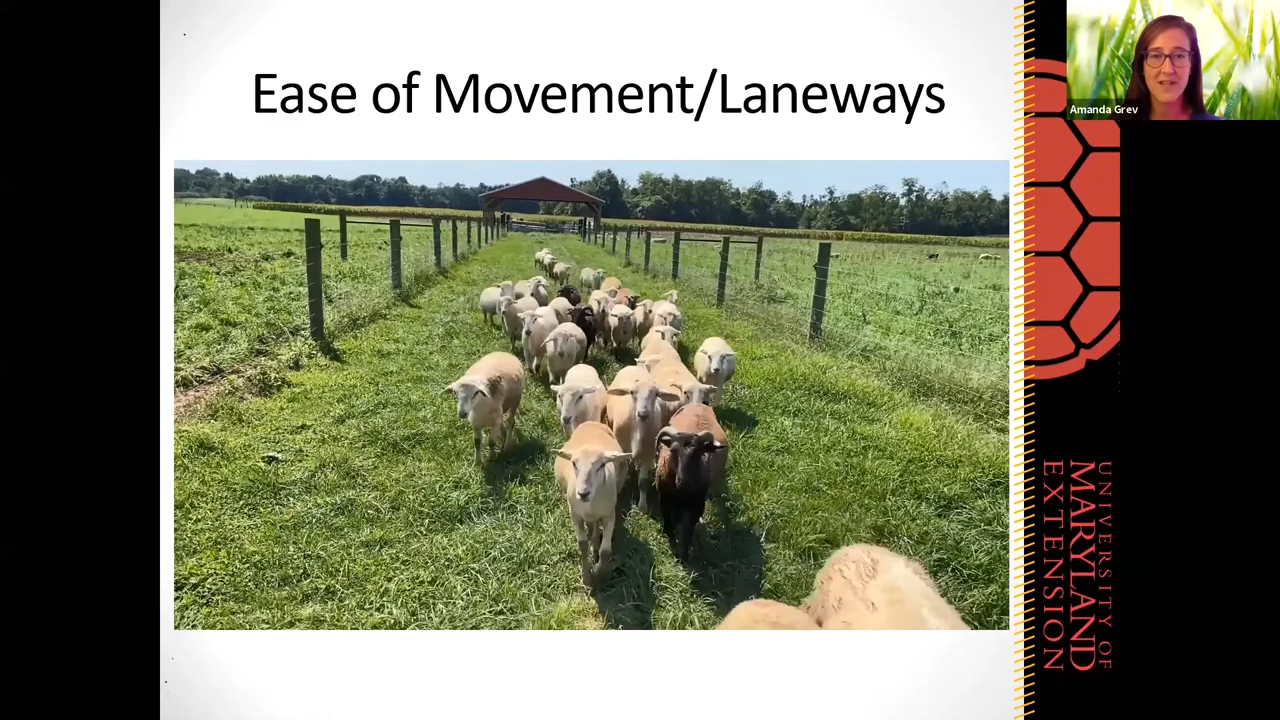 Ease of Movement/Laneways
Amanda Grev
UNIVERSITY OF
MARYLAND
EXTENSION